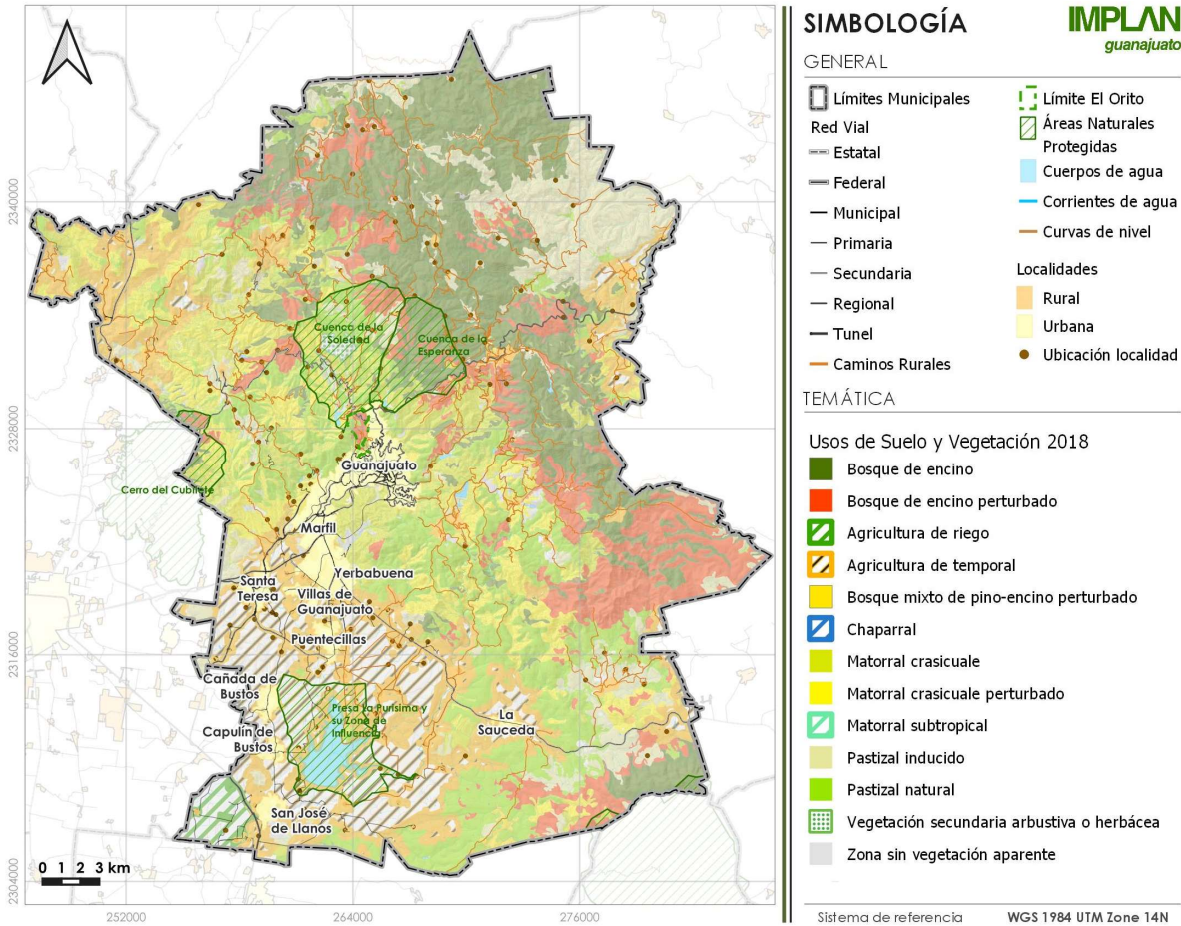 2340000
2328000
2316000
2304000
252000
264000
276000
Cuenca de la
Soledad
Cuenca de la
Esperanza
Cerro del Cubilete
Guanajuato
Marfil
Yerbabuena
Santa
Teresa
Villas de
Guanajuato
Puentecillas
Cañada de
Bustos
Presa La Purísima y
su Zona de
Influencia
Capulín de
Bustos
La
Sauceda
San José
de Llanos
0 1 2 3 km
SIMBOLOGÍA
IMPLAN
guanajuato
GENERAL
Límites Municipales
Red Vial
Estatal
Federal
Municipal
Primaria
Secundaria
Regional
Tunel
Caminos Rurales
Límite El Orito
Áreas Naturales
Protegidas
Cuerpos de agua
Corrientes de agua
Curvas de nivel
Localidades
Rural
Urbana
Ubicación localidad
TEMÁTICA
Usos de Suelo y Vegetación 2018
Bosque de encino
Bosque de encino perturbado
Agricultura de riego
Agricultura de temporal
Bosque mixto de pino-encino perturbado
Chaparral
Matorral crasicuale
Matorral crasicuale perturbado
Matorral subtropical
Pastizal inducido
Pastizal natural
Vegetación secundaria arbustiva o herbácea
Zona sin vegetación aparente
Sistema de referencia WGS 1984 UTM Zone 14N